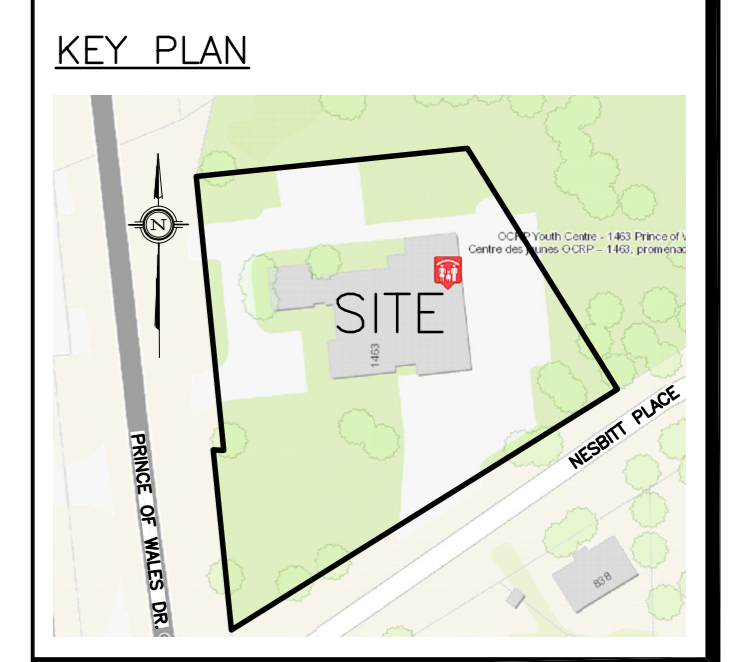 KEY PLAN
N
OCRP Youth Centre - 1463 Prince of
Centre des jeunes OCRP – 1463, promenad
SITE
1463
PRINCE OF WALES DR.
NESBITT PLACE
838